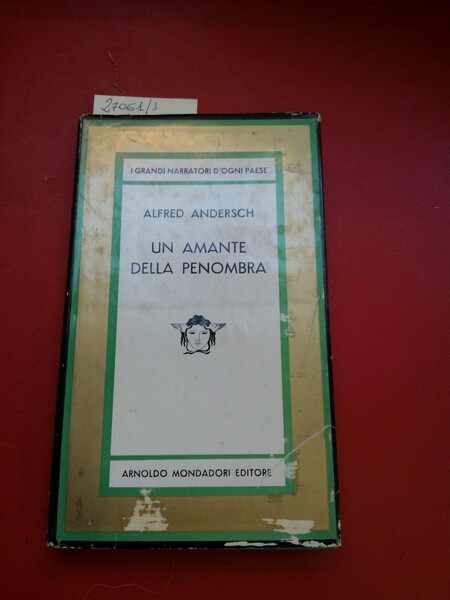 27061/3
I GRANDI NARRATORI D'OGNI PAESE
ALFRED ANDERSCH
UN AMANTE
DELLA PENOMBRA
ARNOLDO MONDADORI EDITORE